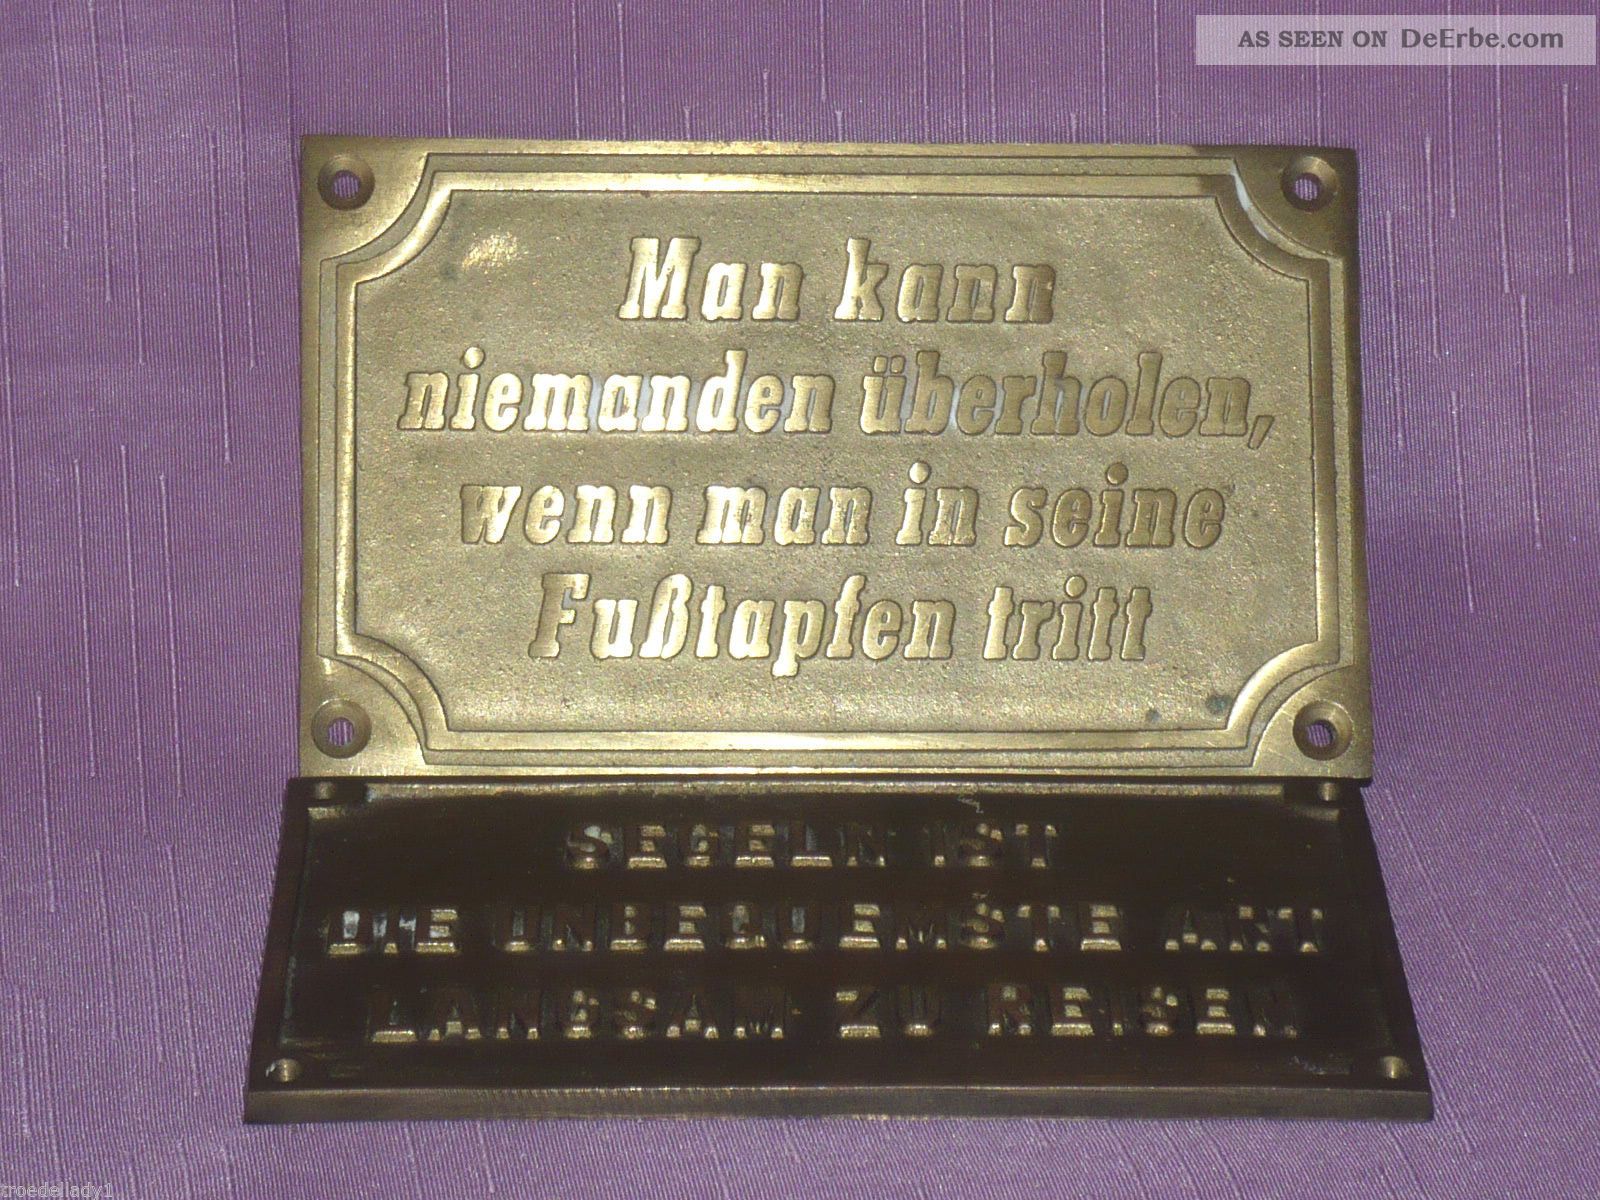 AS SEEN ON DeErbe.com
Man kann
niemanden überholen,
wenn man in seine
Fußtapfen tritt
SEGELN IST
DIE UNBEQUEMSTE ART
LANGSAM ZU REISEN
troedellady1